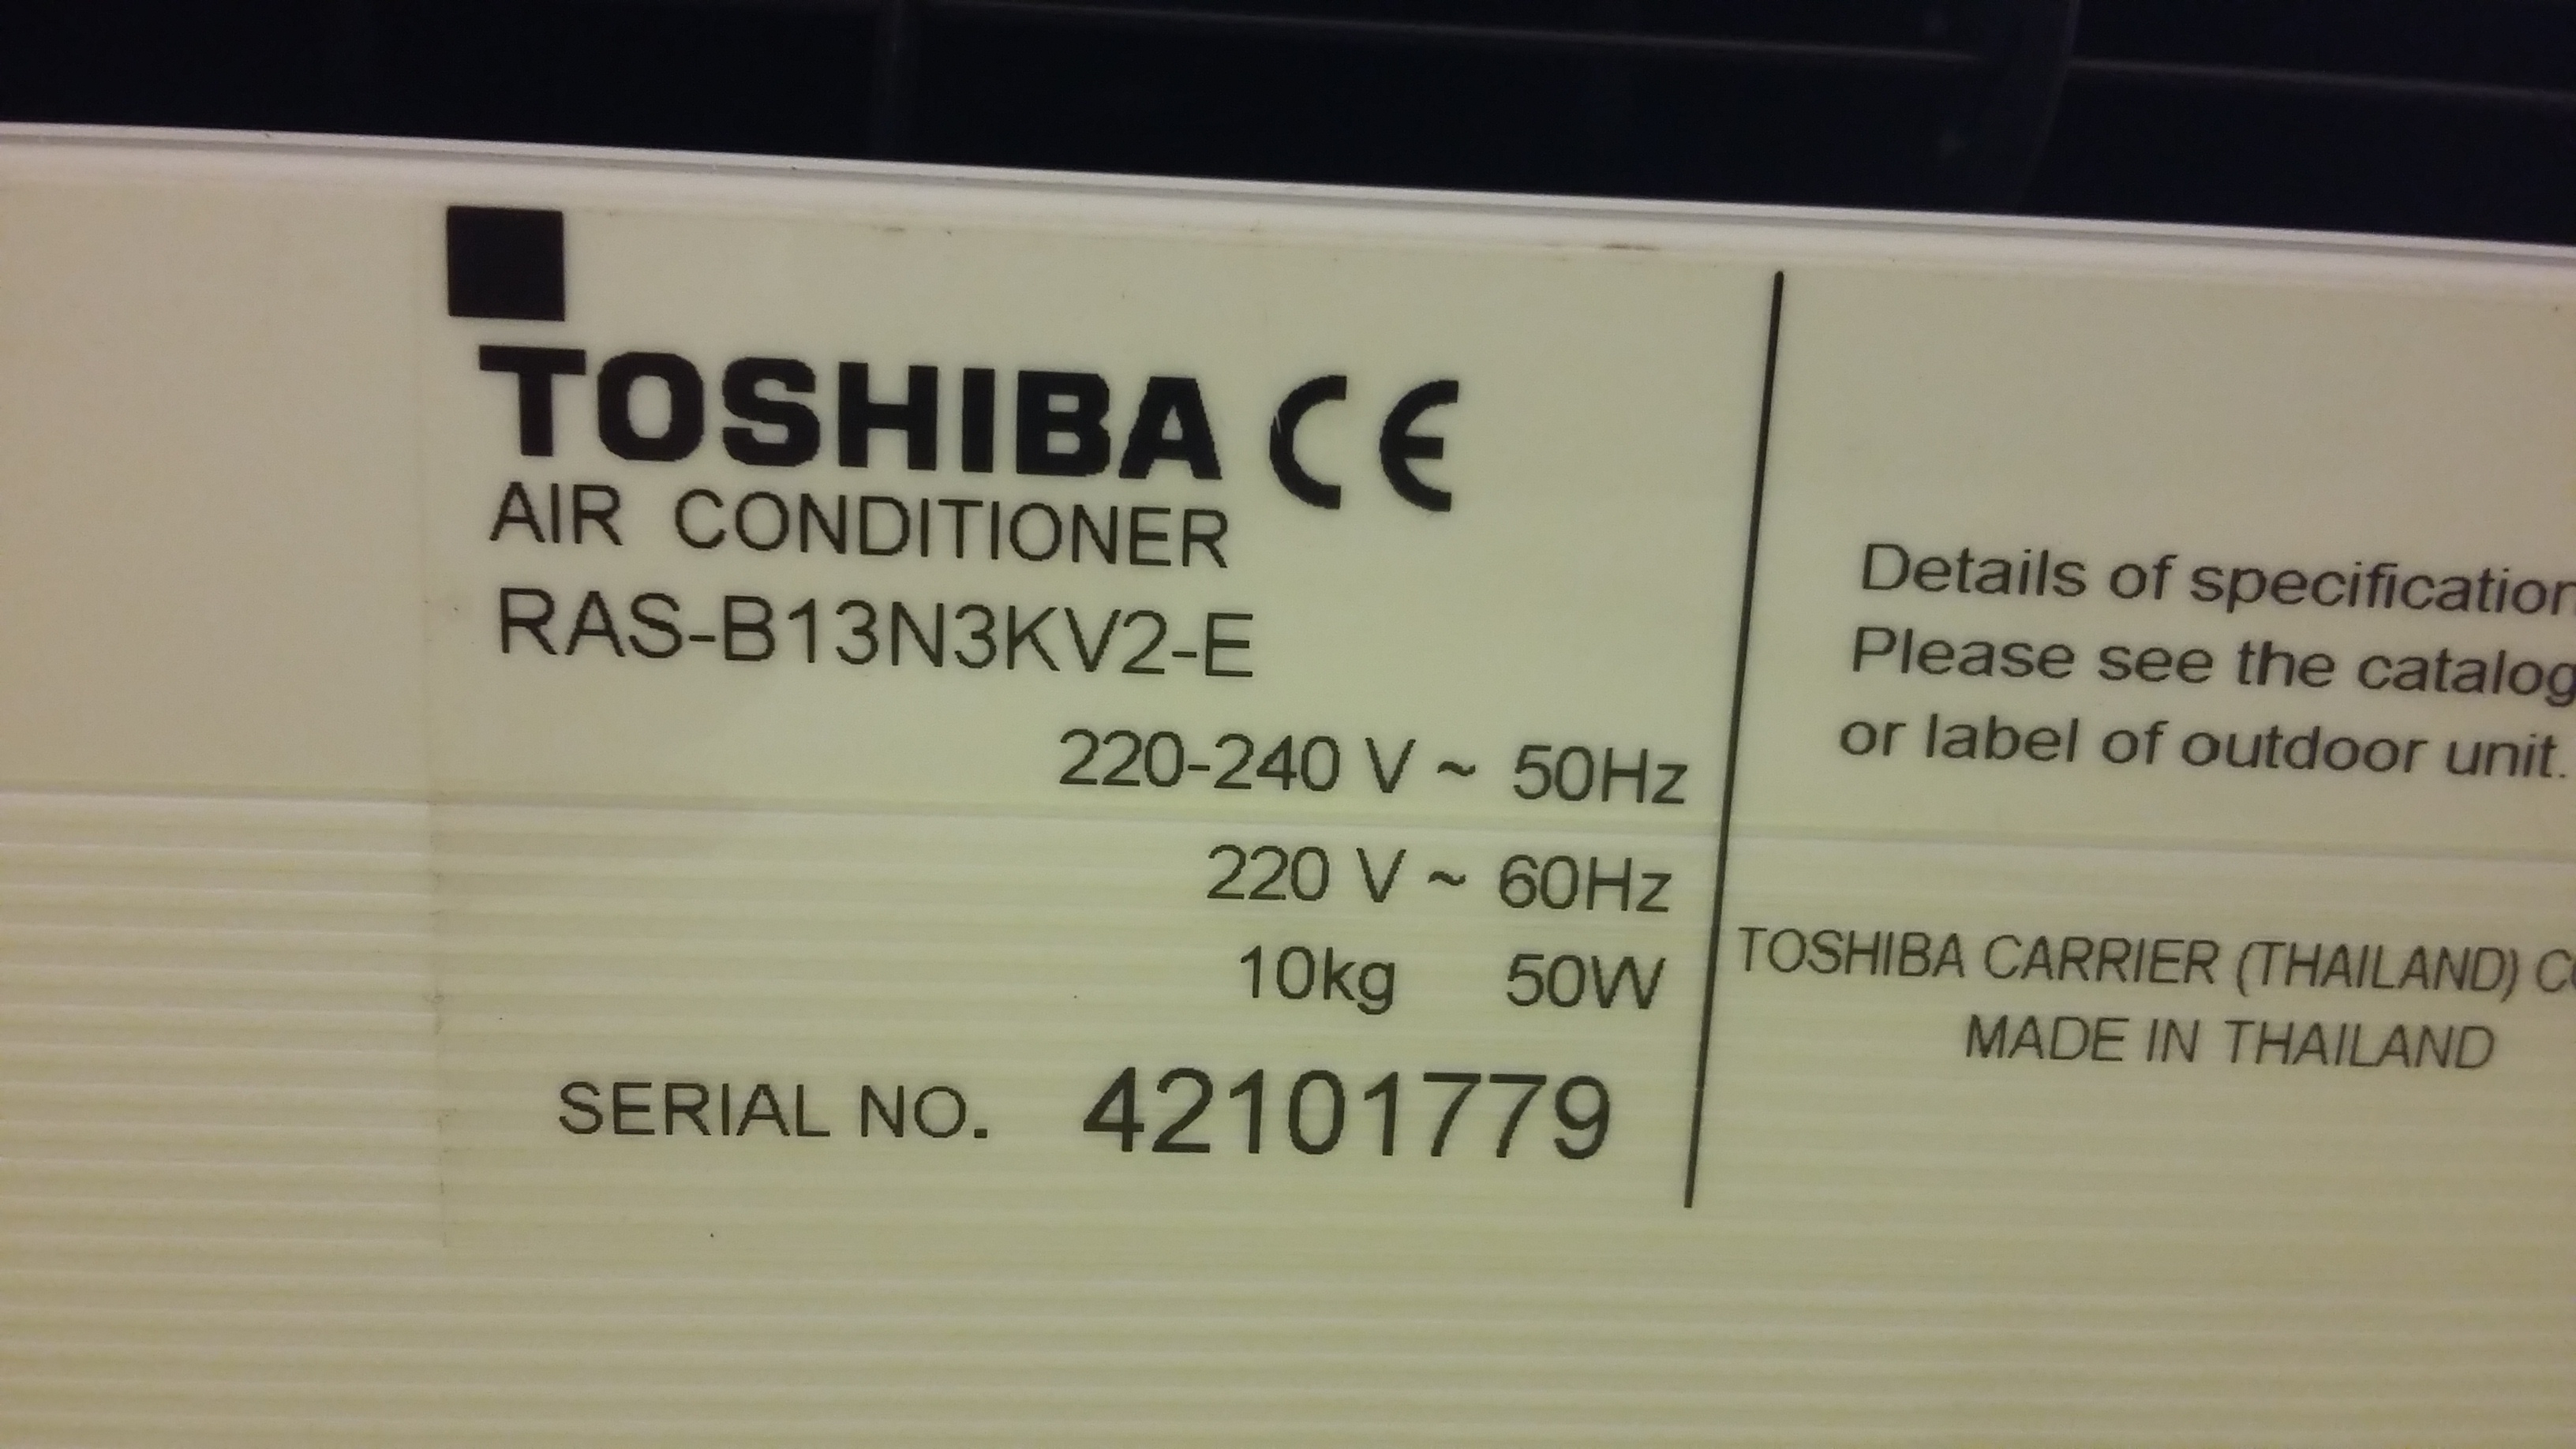 TOSHIBA CE
AIR CONDITIONER
RAS-B13N3KV2-E
220-240 V ~ 50Hz
220 V ~ 60Hz
10kg 50W
SERIAL NO. 42101779
Details of specification
Please see the catalog
or label of outdoor unit.
TOSHIBA CARRIER (THAILAND)
MADE IN THAILAND